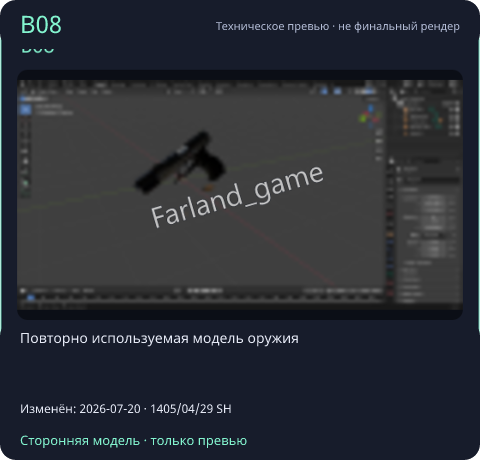 B08
Техническое превью · не финальный рендер
B08
Farland_game
Повторно используемая модель оружия
Изменён: 2026-07-20 · 1405/04/29 SH
Сторонняя модель · только превью